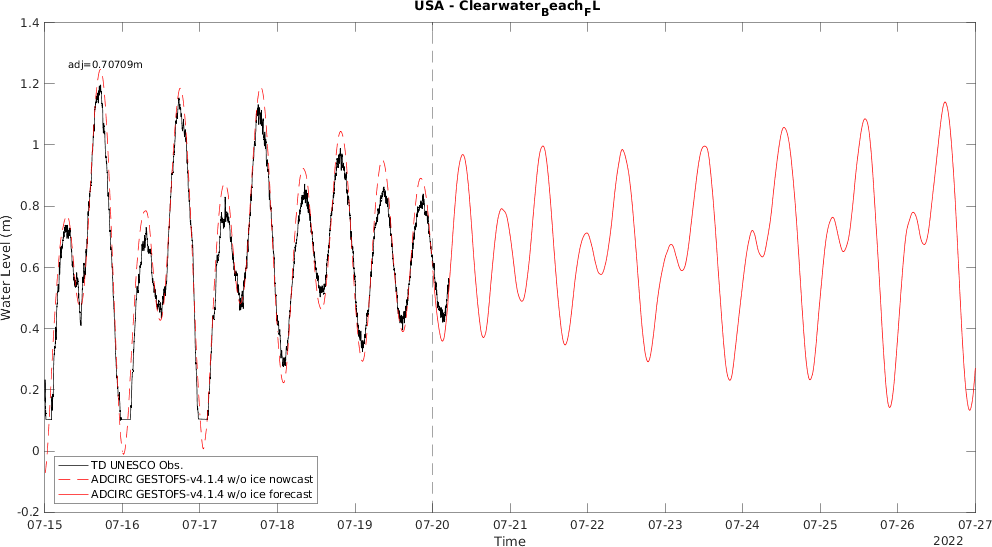 USA - Clearwater_Beach_FL
1.4
adj=0.70709m
1.2
1
0.8
0.6
0.4
0.2
0
-0.2
Water Level (m)
TD UNESCO Obs.
ADCIRC GESTOFS-v4.1.4 w/o ice nowcast
ADCIRC GESTOFS-v4.1.4 w/o ice forecast
07-15 07-16 07-17 07-18 07-19 07-20 07-21 07-22 07-23 07-24 07-25 07-26 07-27
Time
2022